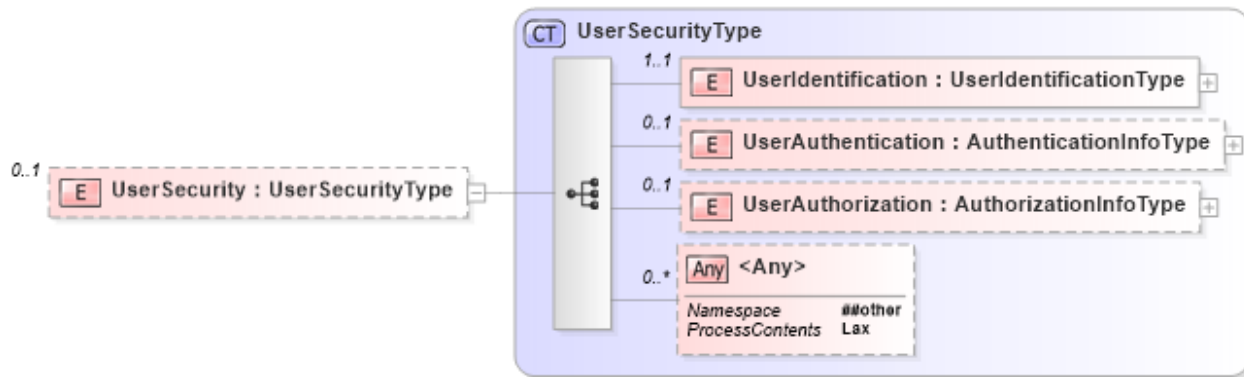 CT UserSecurityType
1..1
E UserIdentification : UserIdentificationType
0..1
E UserAuthentication : AuthenticationInfoType
0..1
E UserSecurity : UserSecurityType
0..1
E UserAuthorization : AuthorizationInfoType
0..*
Any <Any>
Namespace ##other
ProcessContents Lax